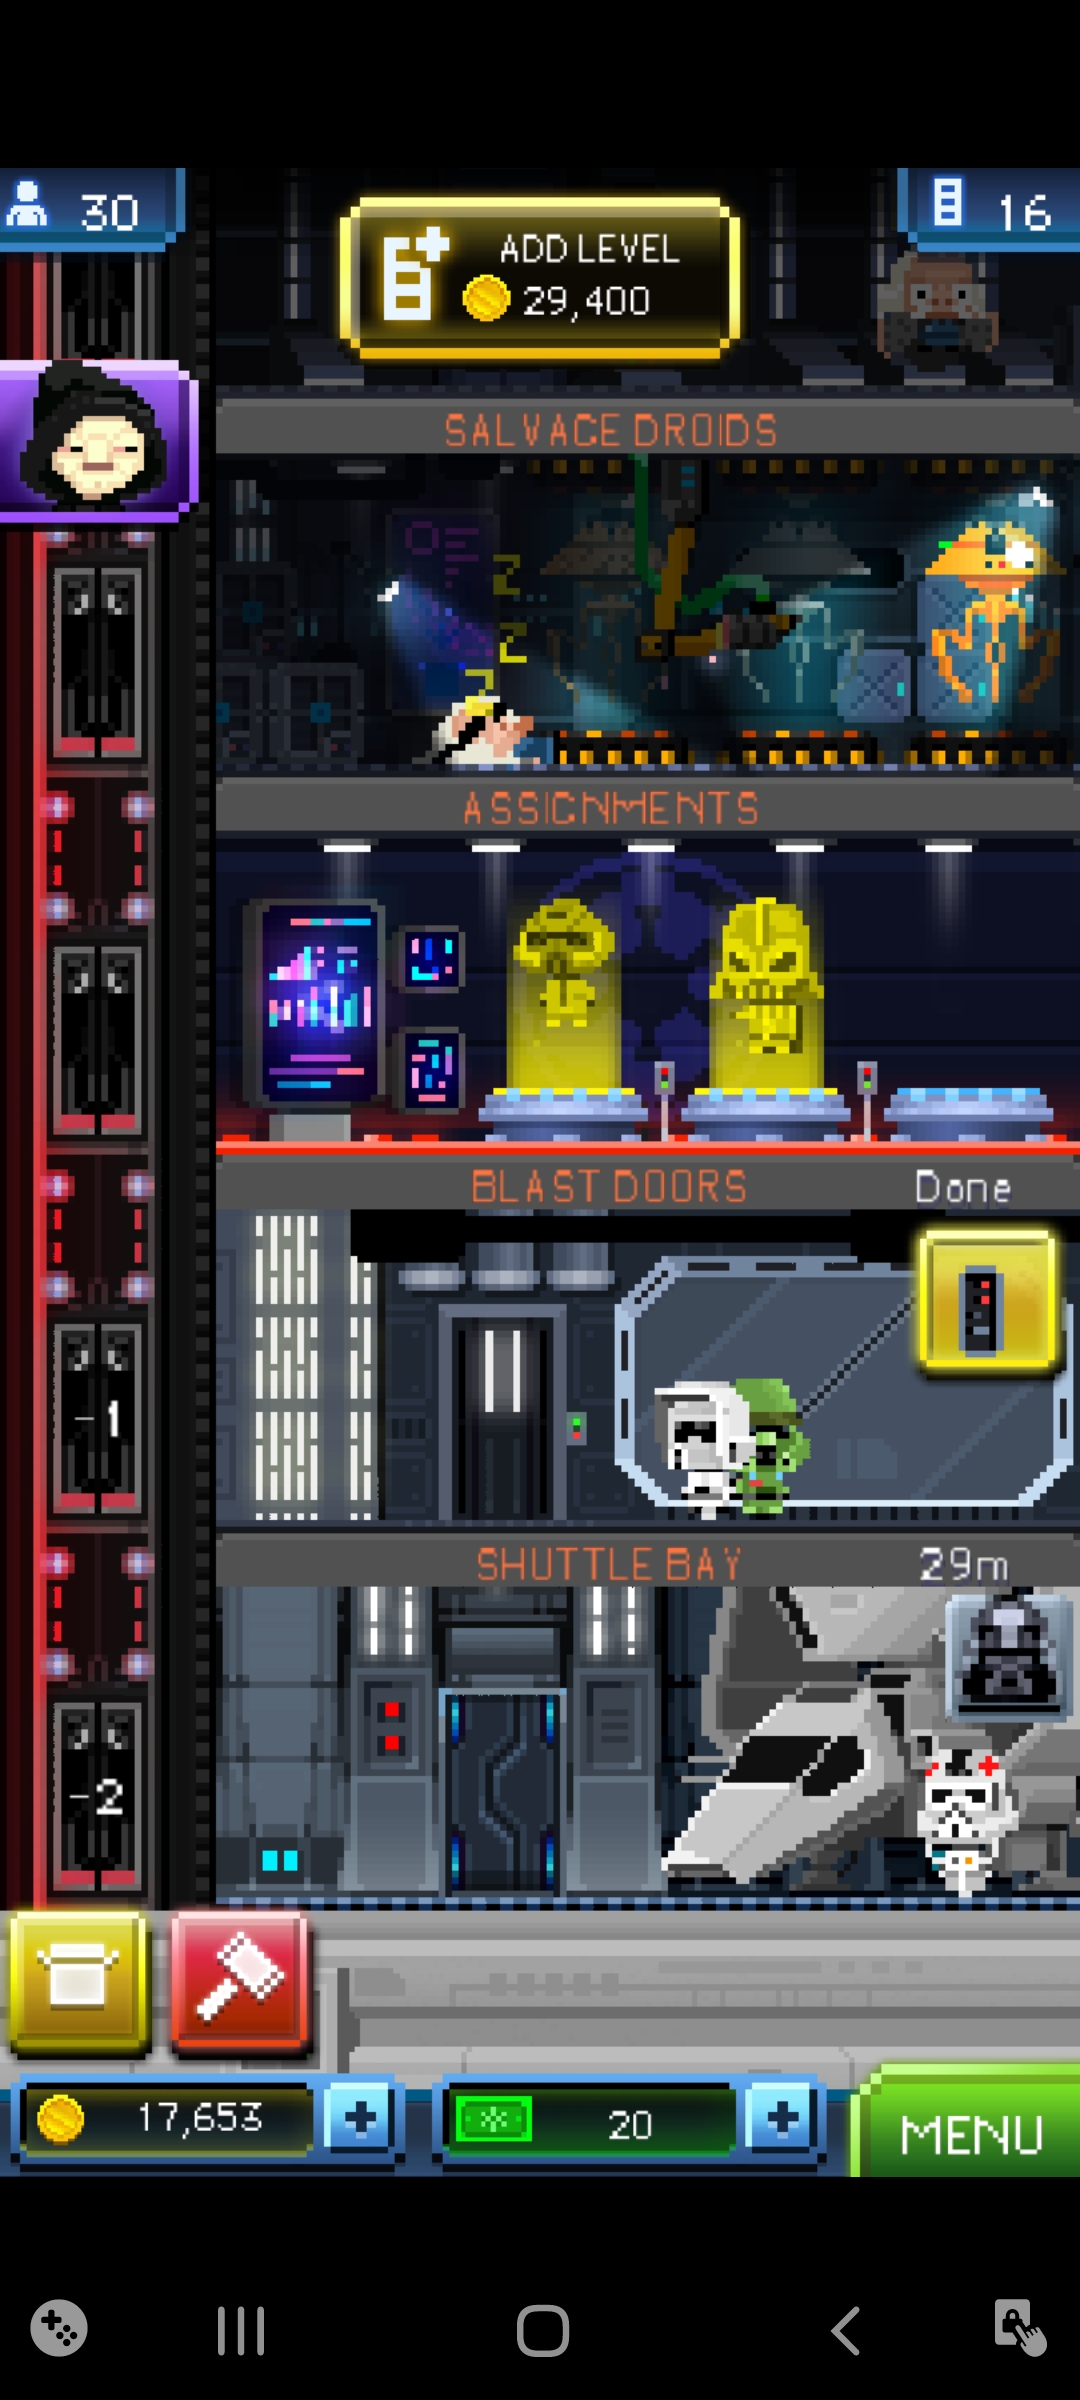 30
ADD LEVEL
29,400
16
SALVAGE DROIDS
Z
Z
Z
ASSIGNMENTS
BLAST DOORS
Done
-1
SHUTTLE BAY
29m
-2
17,653
20
MENU